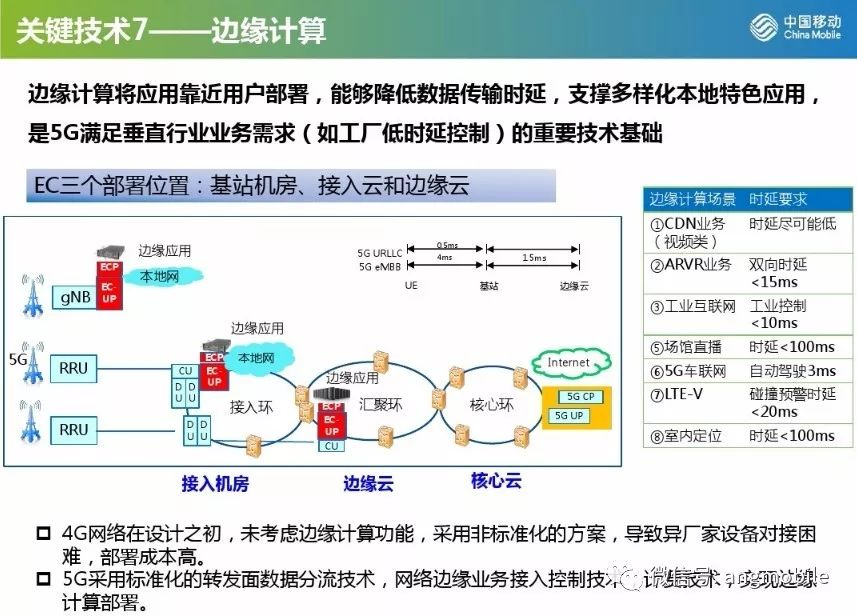 关键技术7——边缘计算
中国移动
China Mobile
边缘计算将应用靠近用户部署，能够降低数据传输时延，支撑多样化本地特色应用，
是5G满足垂直行业业务需求（如工厂低时延控制）的重要技术基础
EC三个部署位置：基站机房、接入云和边缘云
边缘应用
ECP
本地网
gNB
EC-
UP
5G URLLC
0.5ms
5G eMBB
4ms
15ms
UE
基站
边缘云
边缘应用
5G
RRU
ECP
本地网
CU
EC-
UP
DU
DU
接入环
边缘应用
ECP
EC-
UP
CU
汇聚环
核心环
Internet
5G CP
5G UP
RRU
DU
DU
接入机房
边缘云
核心云
边缘计算场景 时延要求
①CDN业务 时延尽可能低
（视频类）
②ARVR业务 双向时延
<15ms
③工业互联网 工业控制
<10ms
⑤场馆直播 时延<100ms
⑥5G车联网 自动驾驶3ms
⑦LTE-V 碰撞预警时延
<20ms
⑧室内定位 时延<100ms
4G网络在设计之初，未考虑边缘计算功能，采用非标准化的方案，导致异厂家设备对接困
难，部署成本高。
5G采用标准化的转发面数据分流技术，网络边缘业务接入控制技术、计费技术，实现边缘
计算部署。
微信号: angmobile